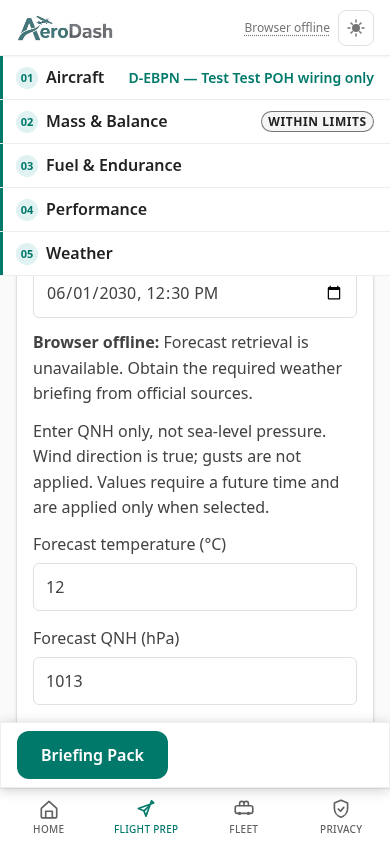 AeroDash
Browser offline
01 Aircraft D-EBPN — Test Test POH wiring only
02 Mass & Balance WITHIN LIMITS
03 Fuel & Endurance
04 Performance
05 Weather
06/01/2030, 12:30 PM
Browser offline: Forecast retrieval is
unavailable. Obtain the required weather
briefing from official sources.
Enter QNH only, not sea-level pressure.
Wind direction is true; gusts are not
applied. Values require a future time and
are applied only when selected.
Forecast temperature (°C)
12
Forecast QNH (hPa)
1013
Briefing Pack
HOME FLIGHT PREP FLEET PRIVACY